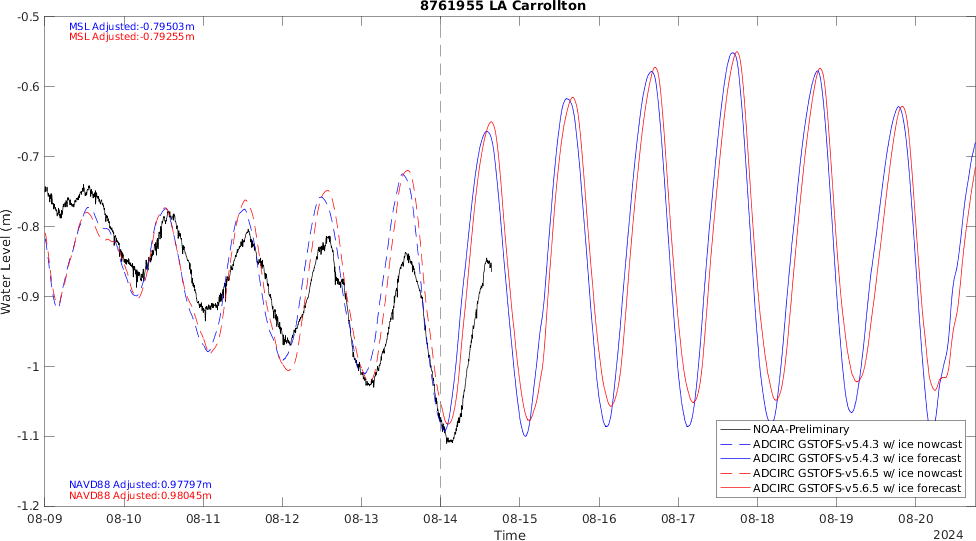 8761955 LA Carrollton
MSL Adjusted:-0.79503m
MSL Adjusted:-0.79255m
-0.5
-0.6
-0.7
-0.8
-0.9
-1
-1.1
-1.2
Water Level (m)
NOAA-Preliminary
ADCIRC GSTOFS-v5.4.3 w/ ice nowcast
ADCIRC GSTOFS-v5.4.3 w/ ice forecast
ADCIRC GSTOFS-v5.6.5 w/ ice nowcast
ADCIRC GSTOFS-v5.6.5 w/ ice forecast
NAVD88 Adjusted:0.97797m
NAVD88 Adjusted:0.98045m
08-09 08-10 08-11 08-12 08-13 08-14 08-15 08-16 08-17 08-18 08-19 08-20
Time
2024